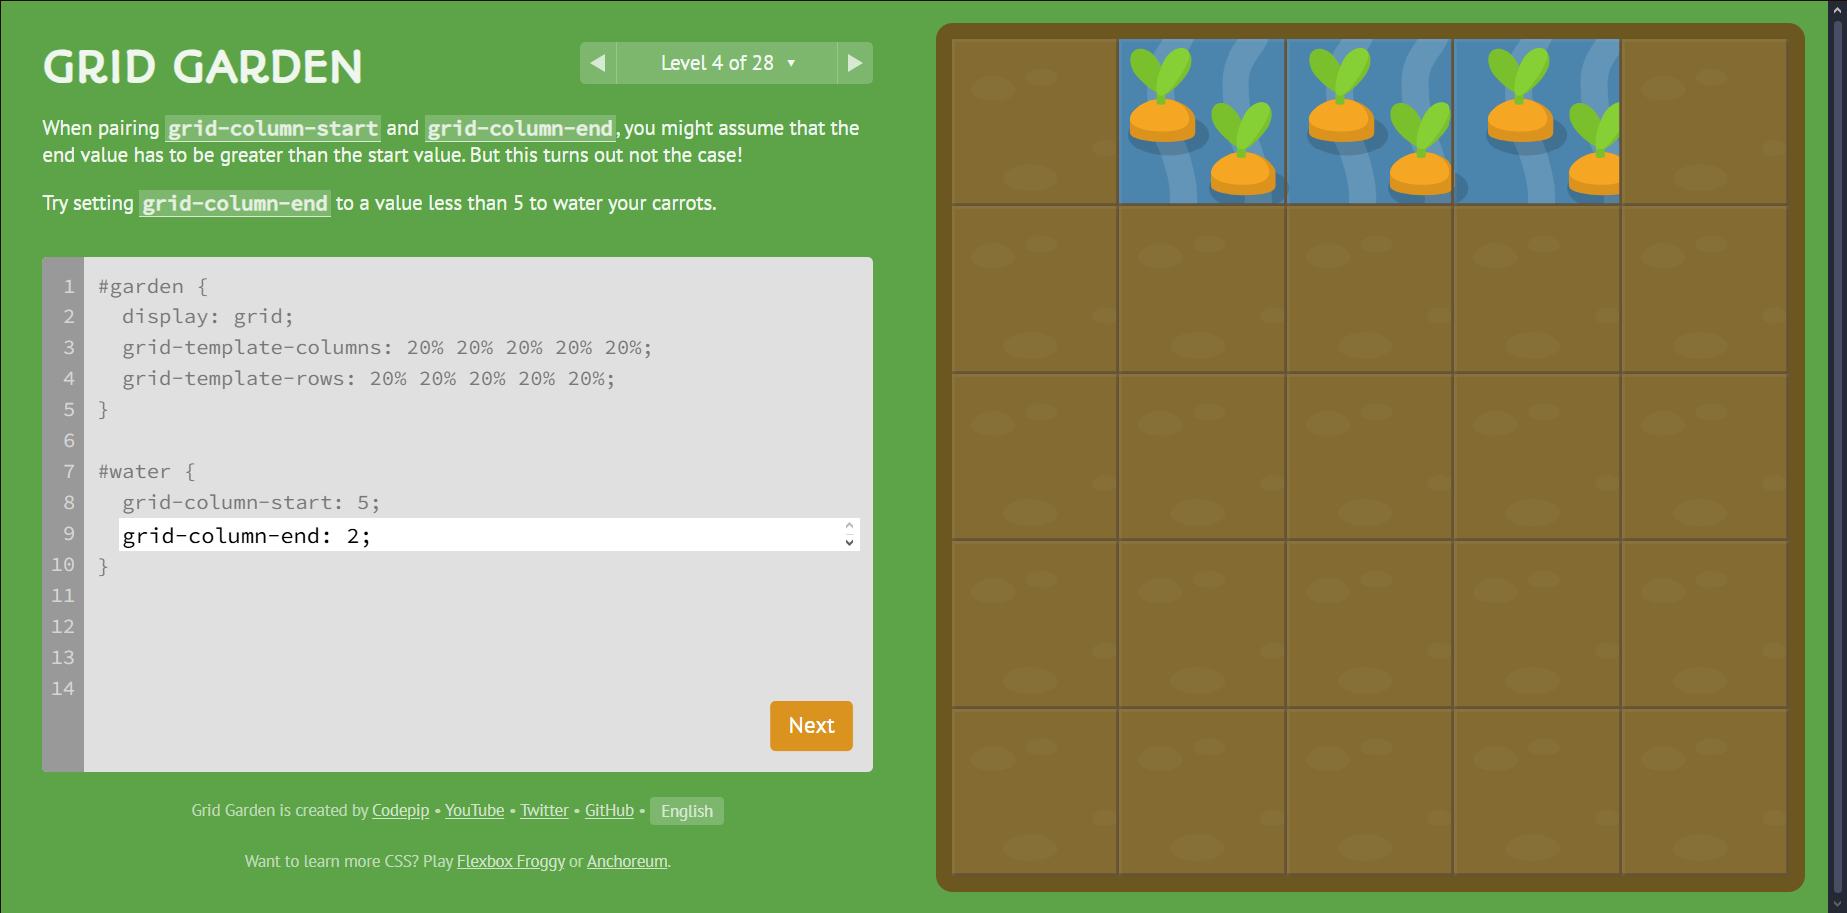 GRID GARDEN
◀ Level 4 of 28 ▼ ▶
When pairing grid-column-start and grid-column-end, you might assume that the
end value has to be greater than the start value. But this turns out not the case!
Try setting grid-column-end to a value less than 5 to water your carrots.
1 #garden {
2 display: grid;
3 grid-template-columns: 20% 20% 20% 20% 20%;
4 grid-template-rows: 20% 20% 20% 20% 20%;
5 }
6
7 #water {
8 grid-column-start: 5;
9 grid-column-end: 2;
10 }
11
12
13
14
Next
Grid Garden is created by Codepip • YouTube • Twitter • GitHub • English
Want to learn more CSS? Play Flexbox Froggy or Anchoreum.